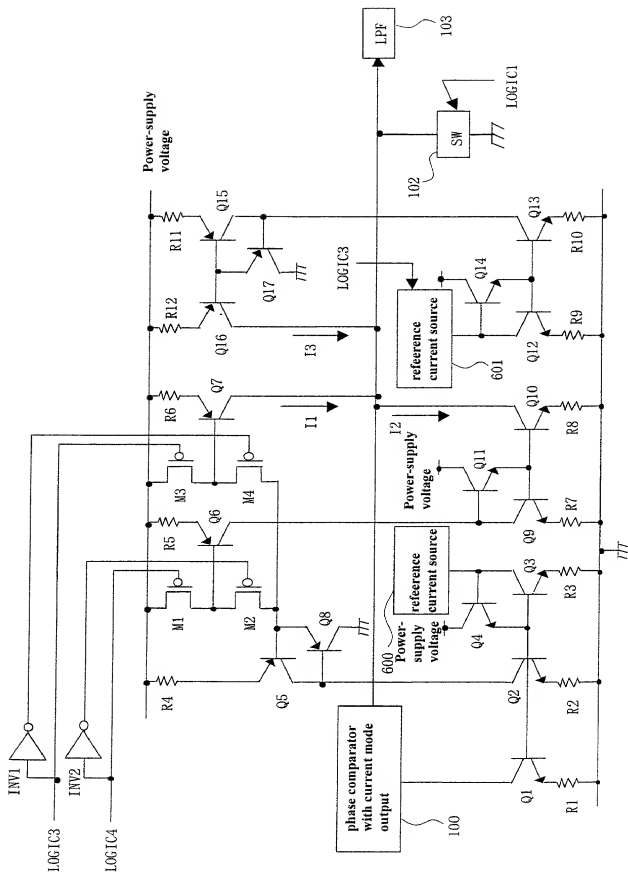 LOGIC3
LOGIC4
INV1
INV2
Power-supply
voltage
R4
M1
M2
R5
Q6
M3
M4
R6
Q7
R12
Q16
R11
Q15
Q17
Q5
Q8
I1
I3
LPF
103
SW
102
LOGIC1
phase comparator
with current mode
output
100
Power-
supply
voltage
600
refeerence
current source
Q4
Power-supply
voltage
Q11
I2
LOGIC3
refeerence
current source
601
Q14
Q1
Q2
Q3
Q9
Q10
Q12
Q13
R1
R2
R3
R7
R8
R9
R10